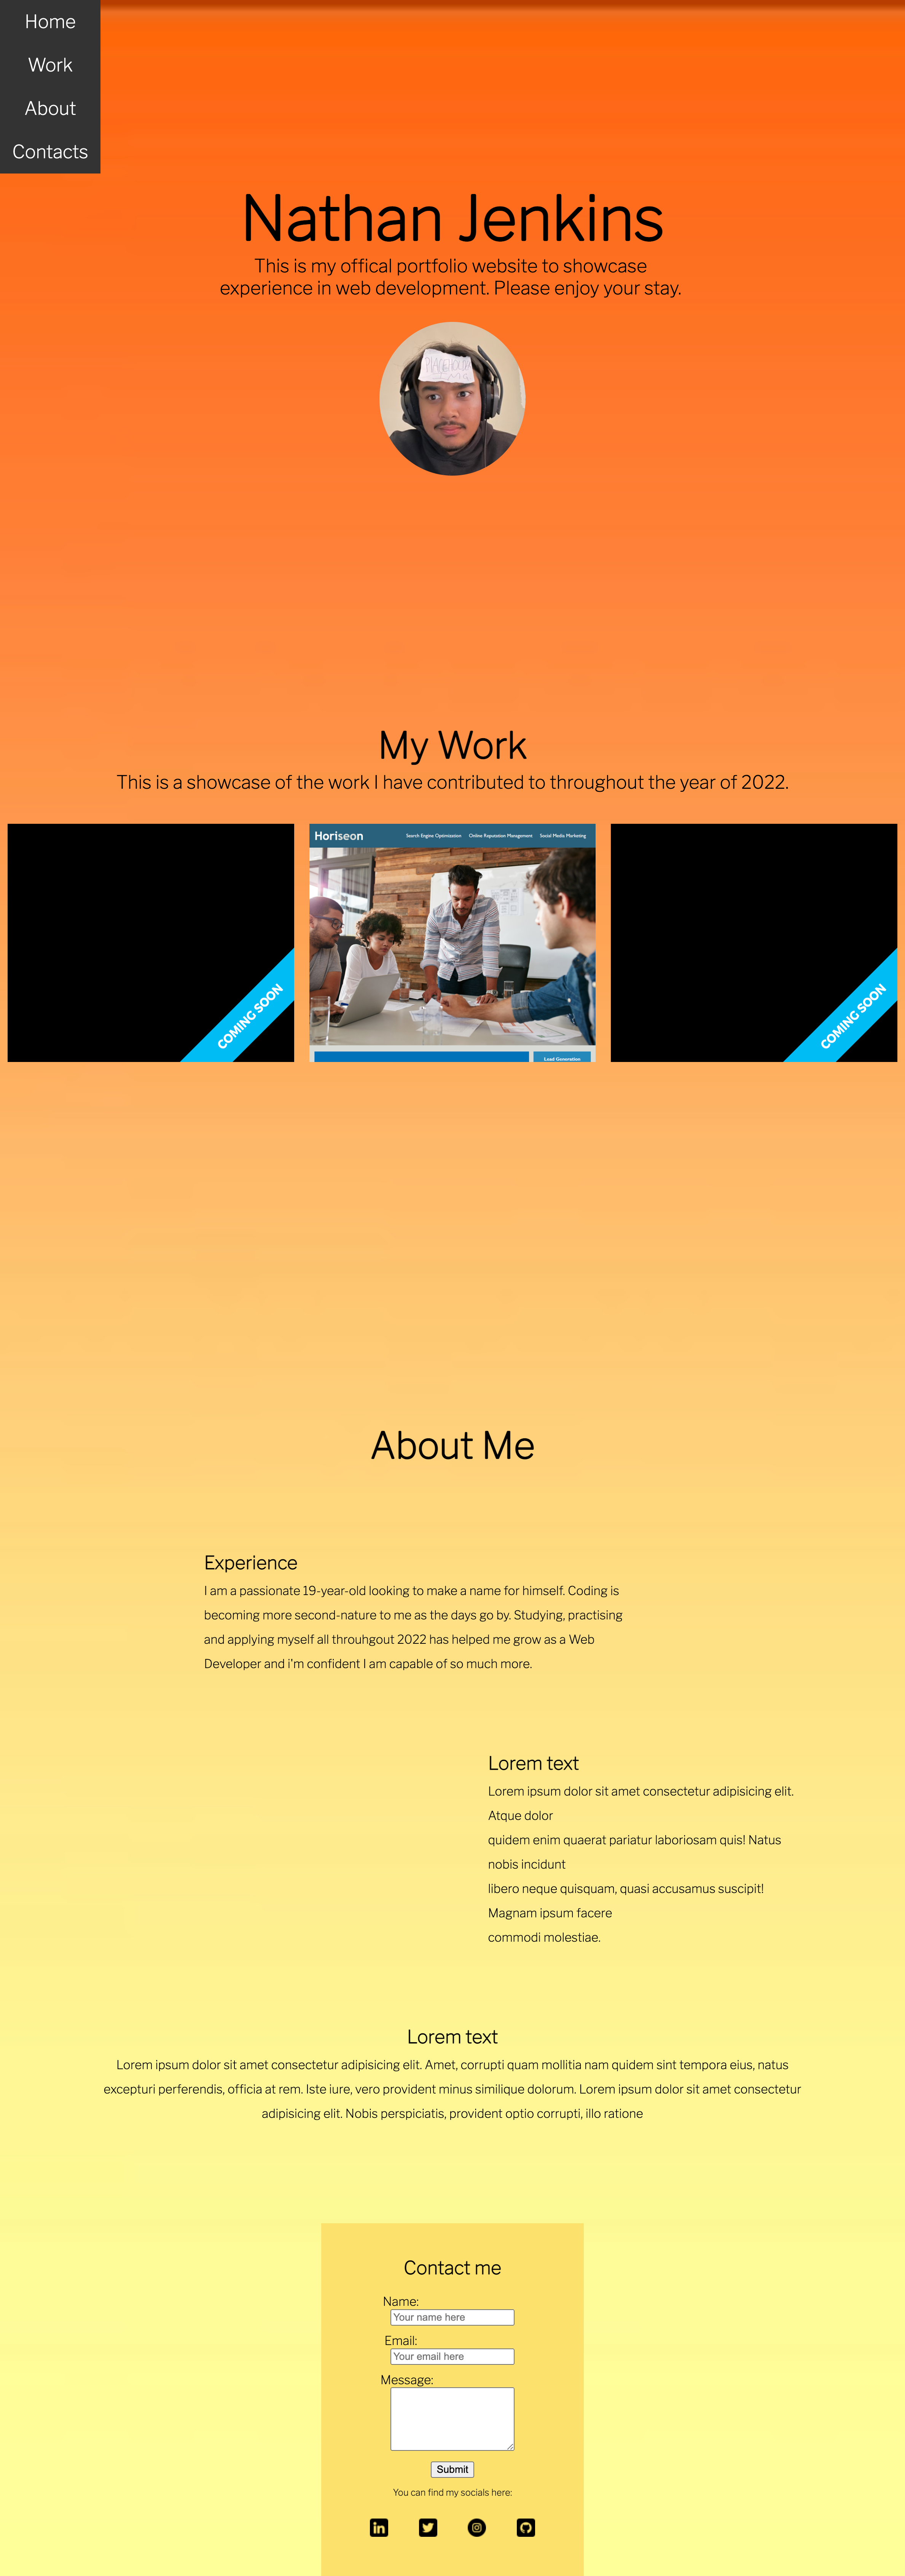 Home
Work
About
Contacts
Nathan Jenkins
This is my offical portfolio website to showcase
experience in web development. Please enjoy your stay.
My Work
This is a showcase of the work I have contributed to throughout the year of 2022.
Horiseon
Search Engine Optimization Online Reputation Management Social Media Marketing
COMING SOON
Lead Generation
COMING SOON
About Me
Experience
I am a passionate 19-year-old looking to make a name for himself. Coding is
becoming more second-nature to me as the days go by. Studying, practising
and applying myself all throuhgout 2022 has helped me grow as a Web
Developer and i'm confident I am capable of so much more.
Lorem text
Lorem ipsum dolor sit amet consectetur adipisicing elit.
Atque dolor
quidem enim quaerat pariatur laboriosam quis! Natus
nobis incidunt
libero neque quisquam, quasi accusamus suscipit!
Magnam ipsum facere
commodi molestiae.
Lorem text
Lorem ipsum dolor sit amet consectetur adipisicing elit. Amet, corrupti quam mollitia nam quidem sint tempora eius, natus
excepturi perferendis, officia at rem. Iste iure, vero provident minus similique dolorum. Lorem ipsum dolor sit amet consectetur
adipisicing elit. Nobis perspiciatis, provident optio corrupti, illo ratione
Contact me
Name:
Your name here
Email:
Your email here
Message:
Submit
You can find my socials here: